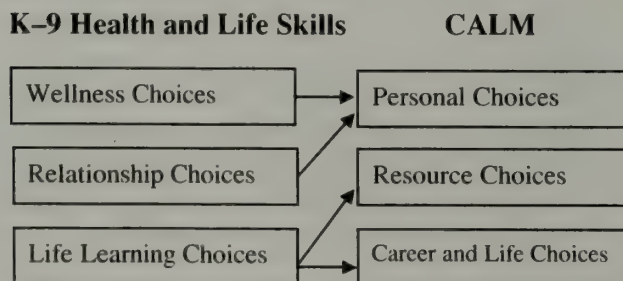 K–9 Health and Life Skills CALM
Wellness Choices Personal Choices
Relationship Choices Resource Choices
Life Learning Choices Career and Life Choices